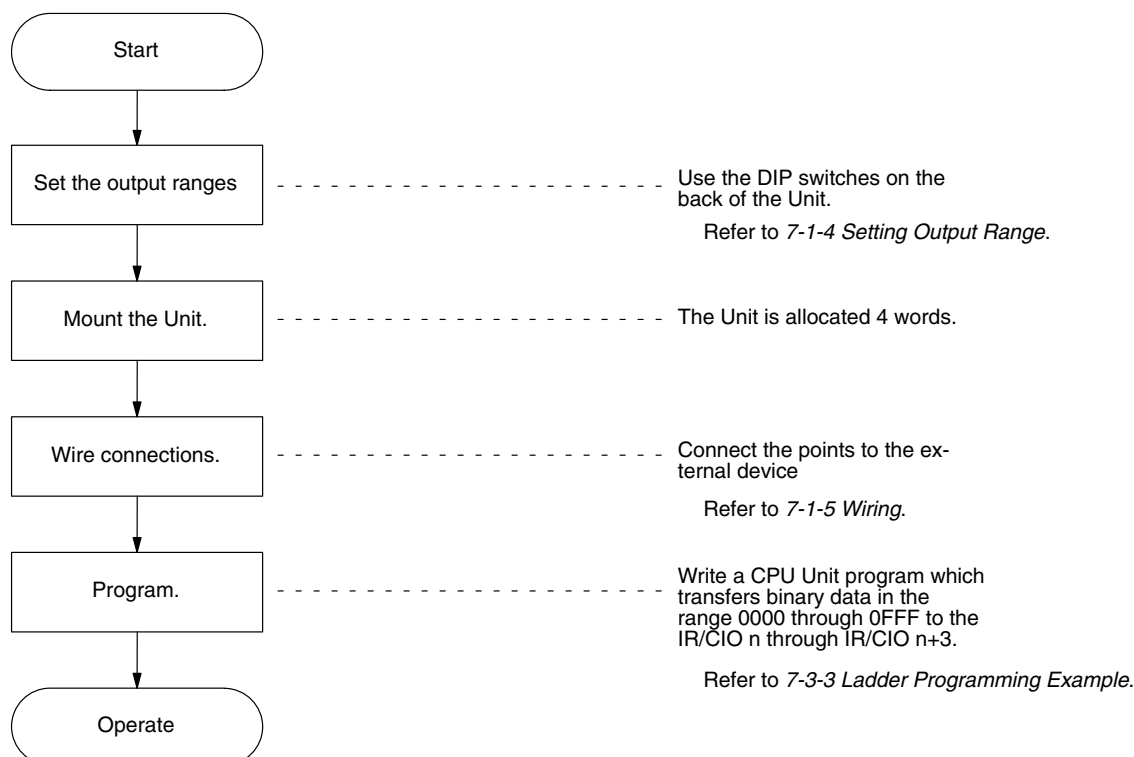 Start
Set the output ranges
Use the DIP switches on the
back of the Unit.
Refer to 7-1-4 Setting Output Range.
Mount the Unit.
The Unit is allocated 4 words.
Wire connections.
Connect the points to the ex-
ternal device
Refer to 7-1-5 Wiring.
Program.
Write a CPU Unit program which
transfers binary data in the
range 0000 through 0FFF to the
IR/CIO n through IR/CIO n+3.
Refer to 7-3-3 Ladder Programming Example.
Operate